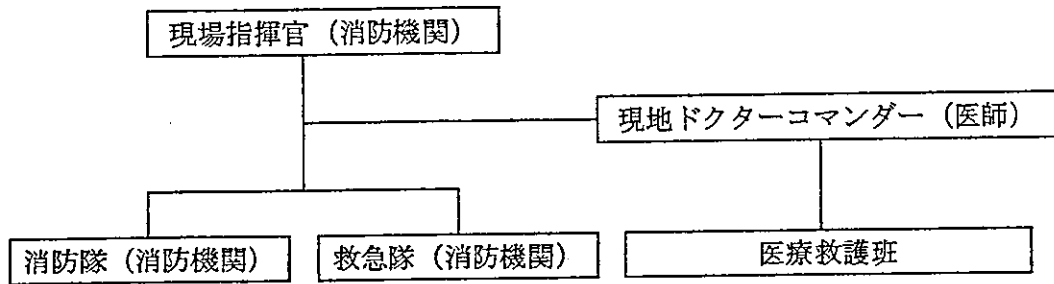 現場指揮官（消防機関）
現地ドクターコマンダー（医師）
消防隊（消防機関）
救急隊（消防機関）
医療救護班